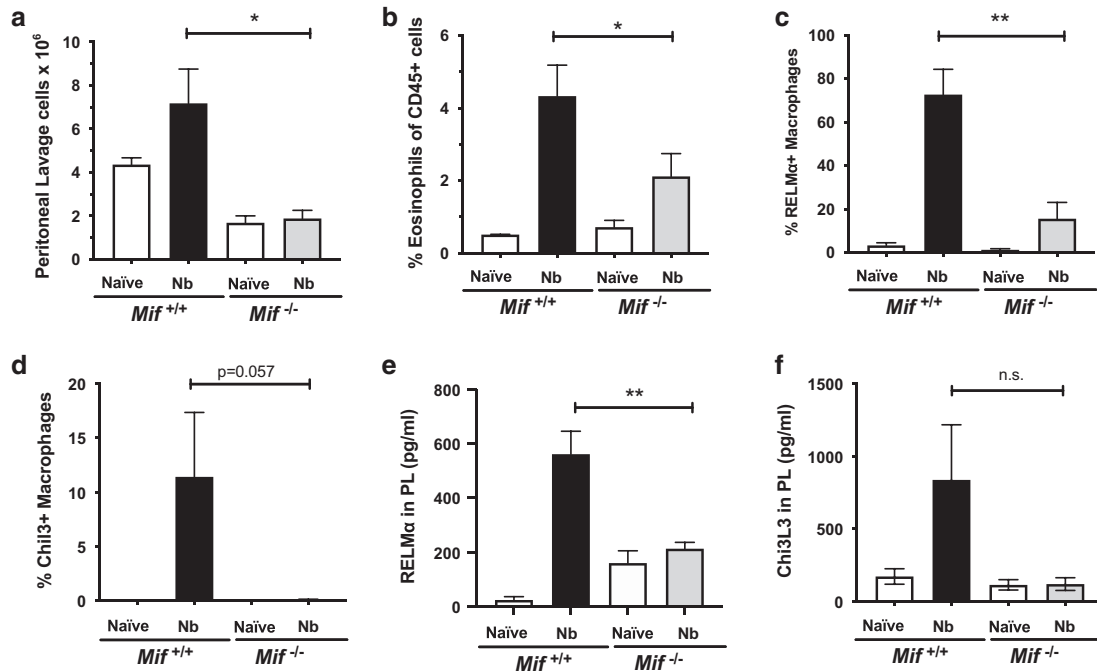 a
Peritoneal Lavage cells x 10⁶
10
8
6
4
2
0
*
Naïve Nb Naïve Nb
Mif +/+ Mif -/-
b
% Eosinophils of CD45+ cells
6
4
2
0
*
Naïve Nb Naïve Nb
Mif +/+ Mif -/-
c
% RELMα+ Macrophages
100
80
60
40
20
0
**
Naïve Nb Naïve Nb
Mif +/+ Mif -/-
d
% Chil3+ Macrophages
20
15
10
5
0
p=0.057
Naïve Nb Naïve Nb
Mif +/+ Mif -/-
e
RELMα in PL (pg/ml)
800
600
400
200
0
**
Naïve Nb Naïve Nb
Mif +/+ Mif -/-
f
Chi3L3 in PL (pg/ml)
1500
1000
500
0
n.s.
Naïve Nb Naïve Nb
Mif +/+ Mif -/-